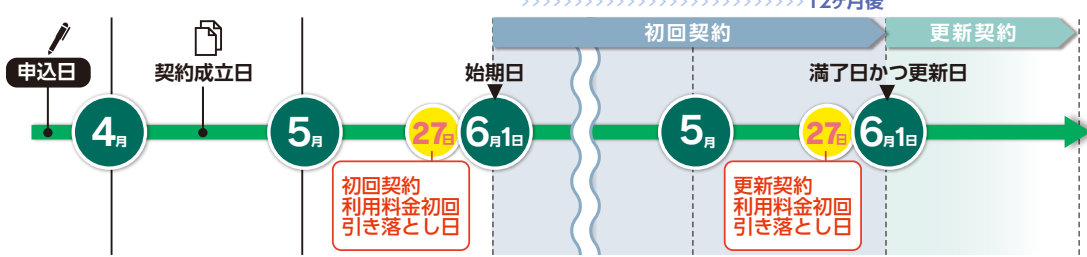 12ケ月後
初回契約
更新契約
申込日
契約成立日
始期日
満了日かつ更新日
4月
5月
27日
6月1日
5月
27日
6月1日
初回契約
利用料金初回
引き落とし日
更新契約
利用料金初回
引き落とし日